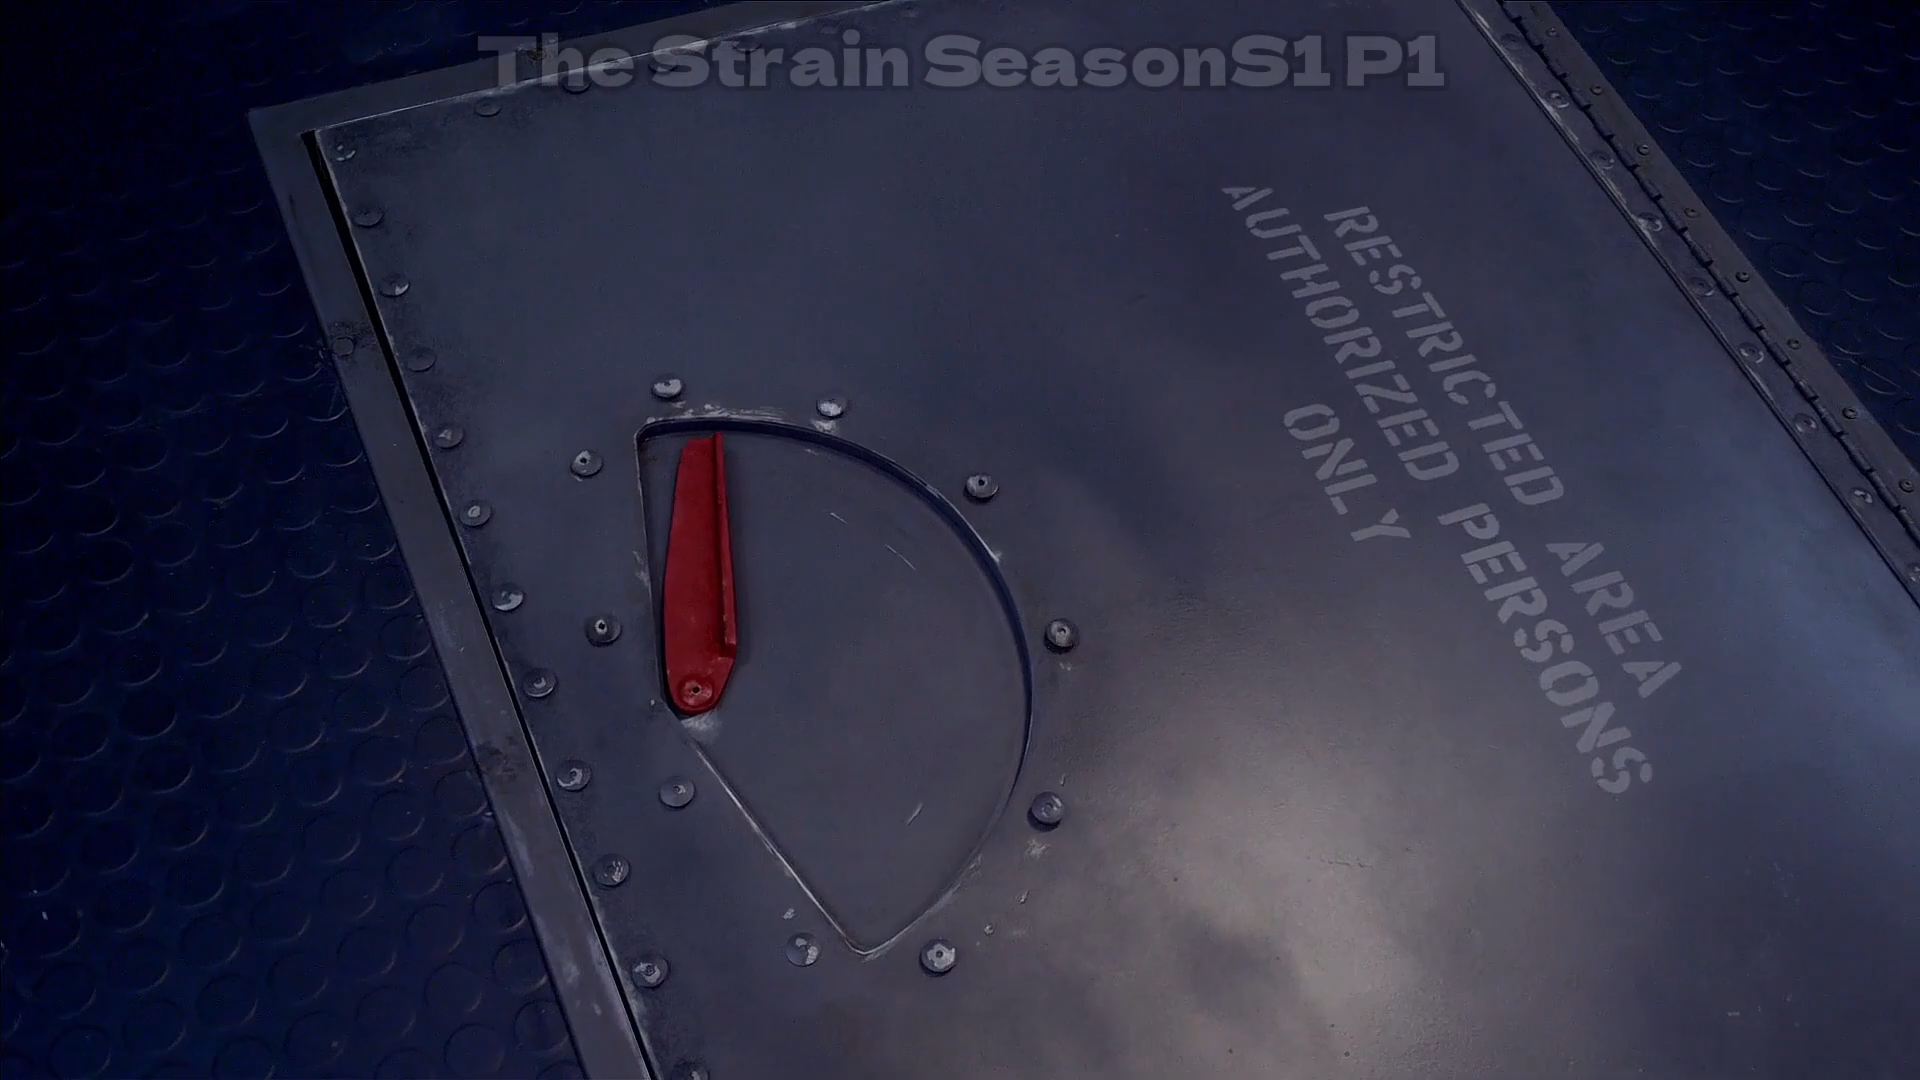 The Strain SeasonS1 P1
RESTRICTED AREA
AUTHORIZED PERSONS
ONLY